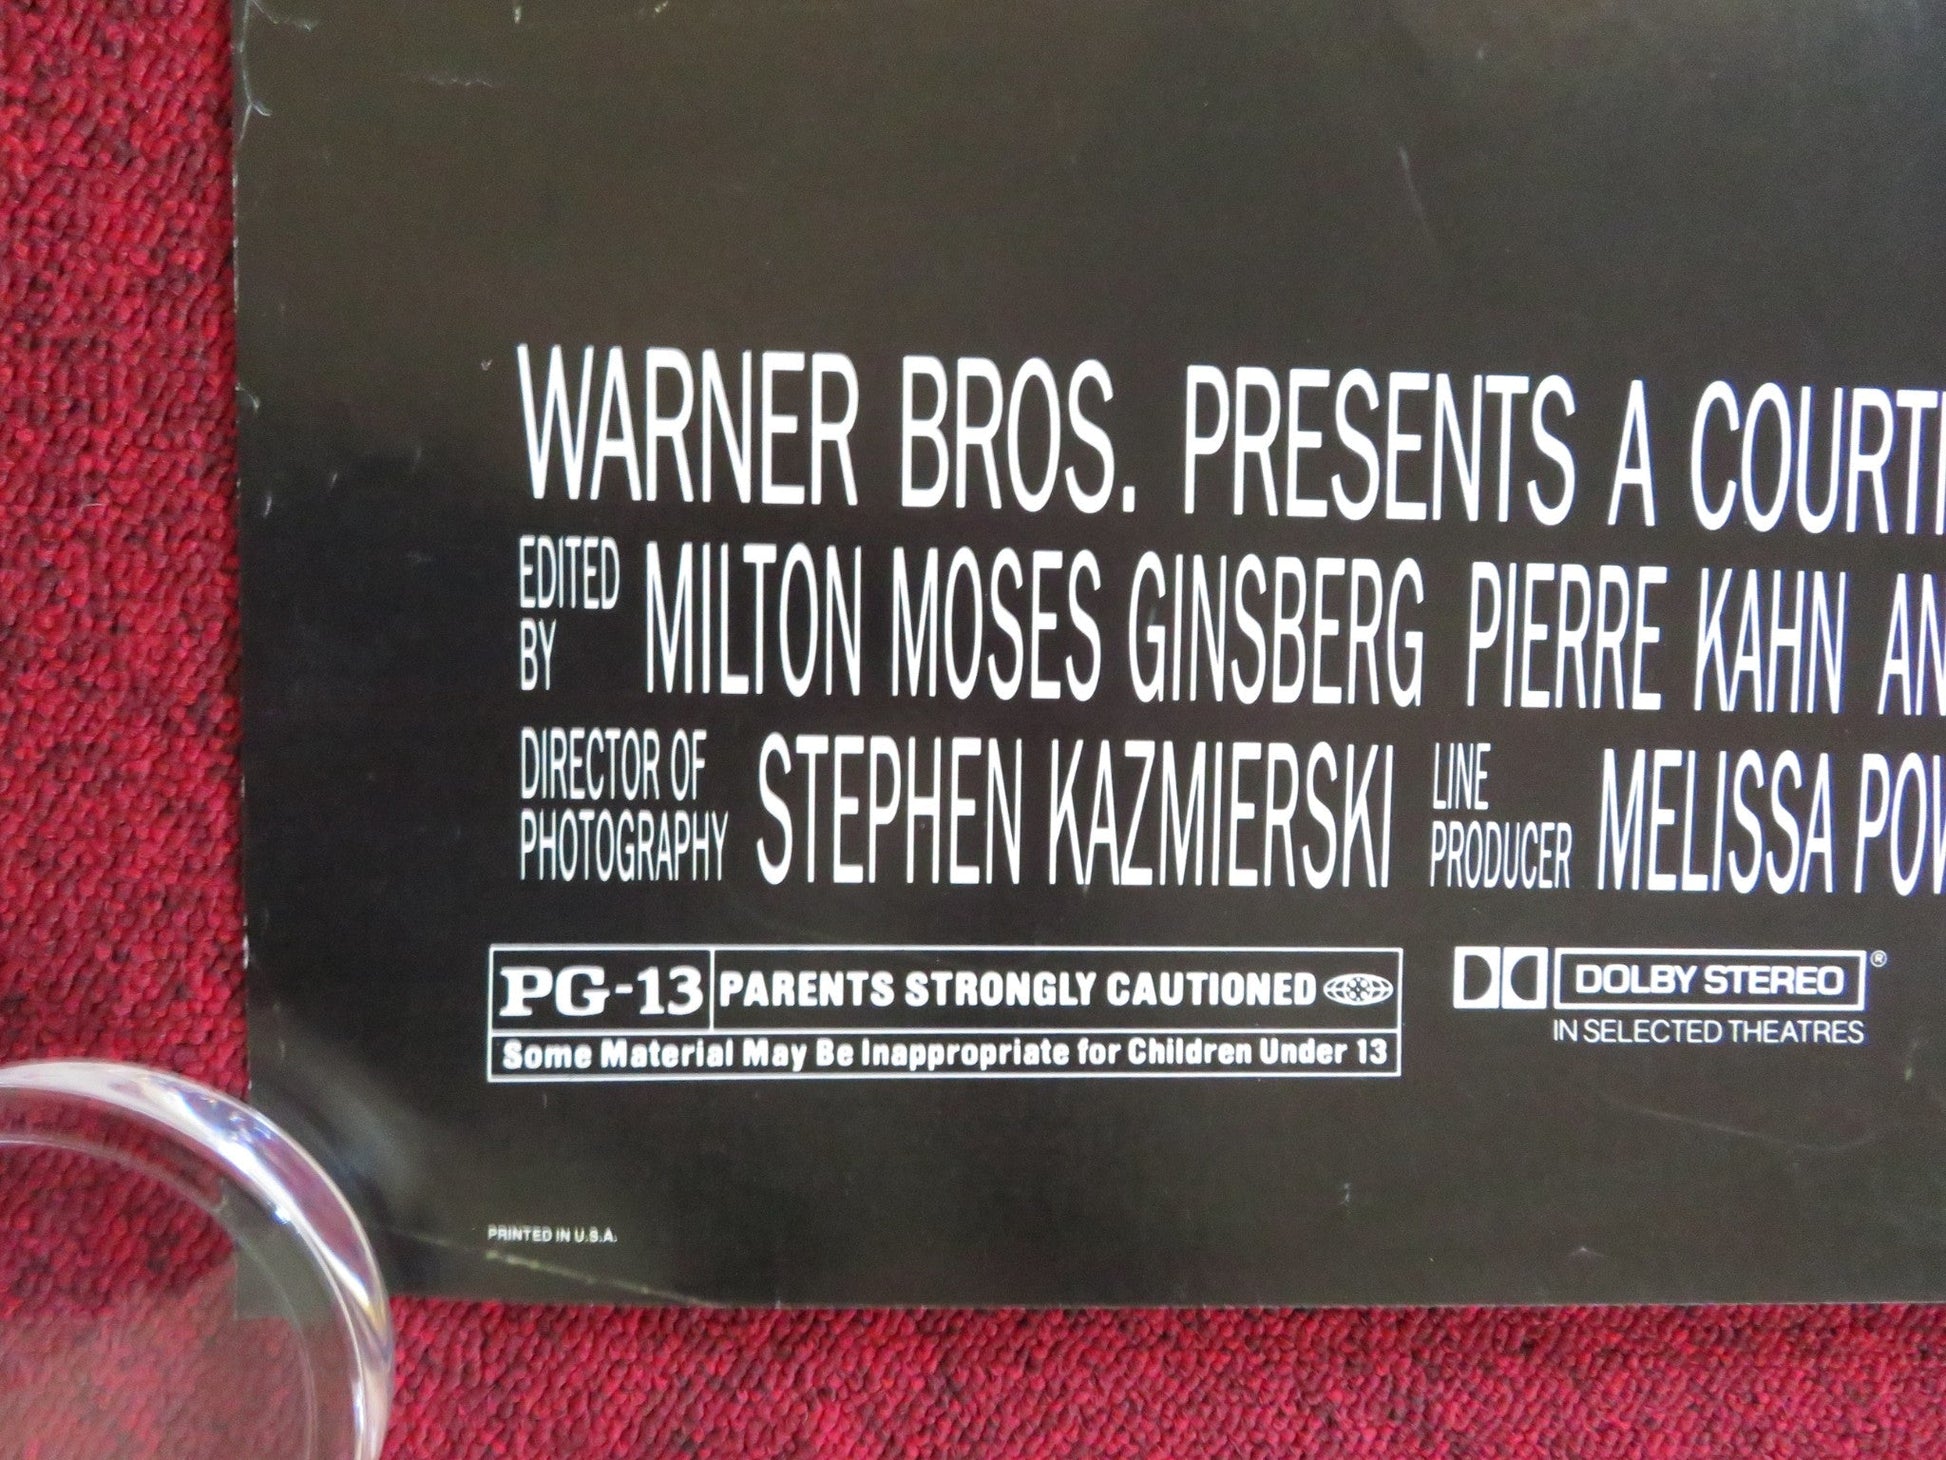 WARNER BROS. PRESENTS A COURT
EDITED BY MILTON MOSES GINSBERG PIERRE KAHN AN
DIRECTOR OF PHOTOGRAPHY STEPHEN KAZMIERSKI LINE PRODUCER MELISSA POW
PG-13 PARENTS STRONGLY CAUTIONED
Some Material May Be Inappropriate for Children Under 13
DOLBY STEREO ®
IN SELECTED THEATRES
PRINTED IN U.S.A.